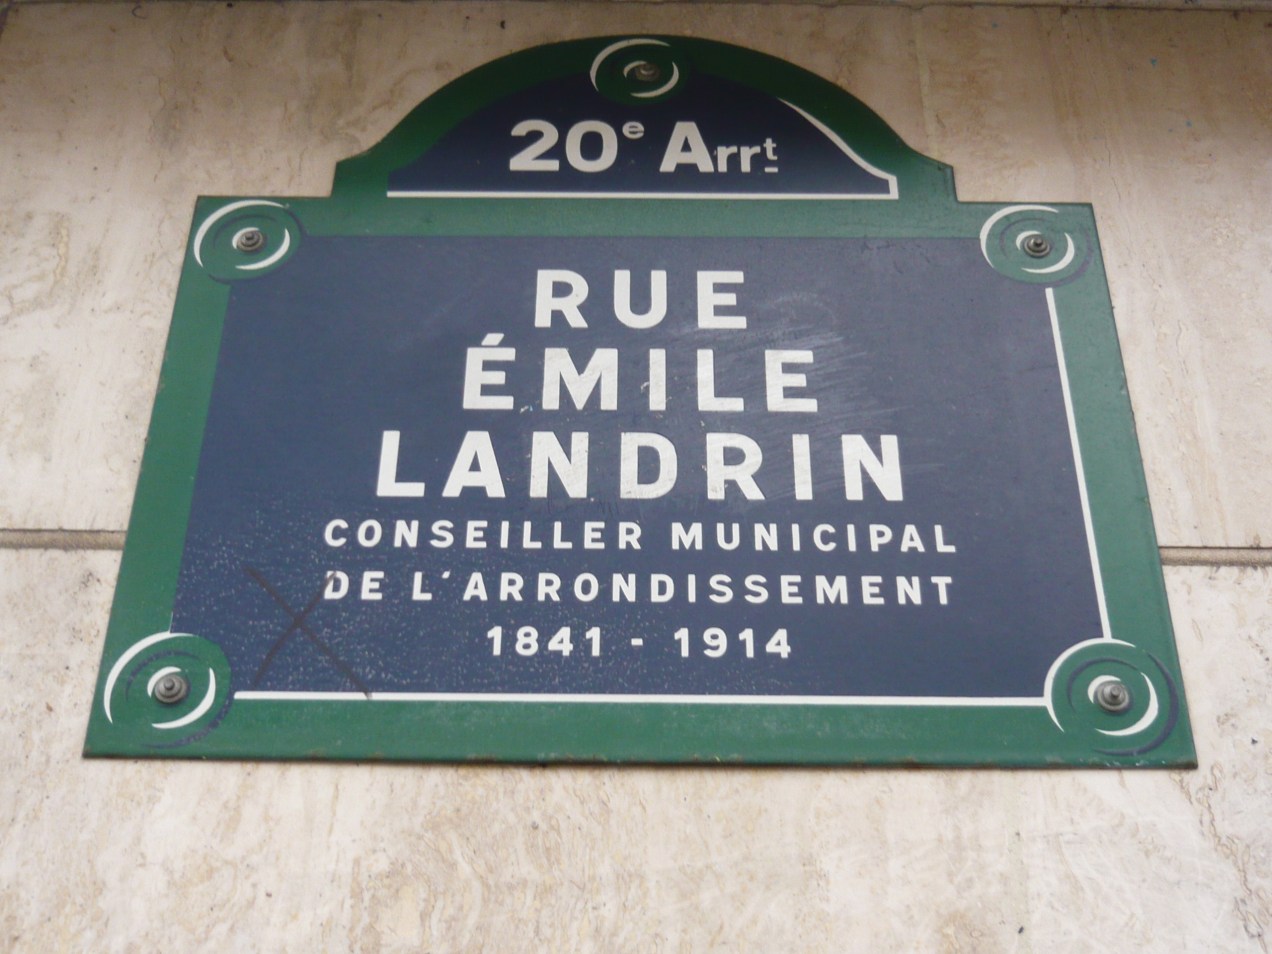 20e Arrt
RUE
ÉMILE
LANDRIN
CONSEILLER MUNICIPAL
DE L'ARRONDISSEMENT
1841 - 1914